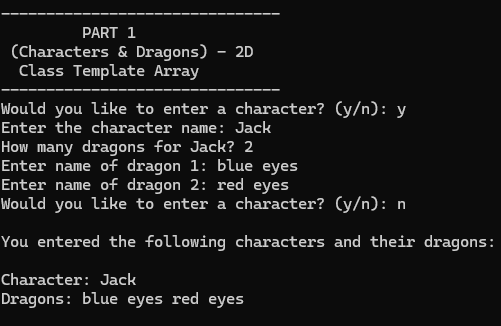 -------------------------------
PART 1
(Characters & Dragons) - 2D
Class Template Array
-------------------------------
Would you like to enter a character? (y/n): y
Enter the character name: Jack
How many dragons for Jack? 2
Enter name of dragon 1: blue eyes
Enter name of dragon 2: red eyes
Would you like to enter a character? (y/n): n
You entered the following characters and their dragons:
Character: Jack
Dragons: blue eyes red eyes